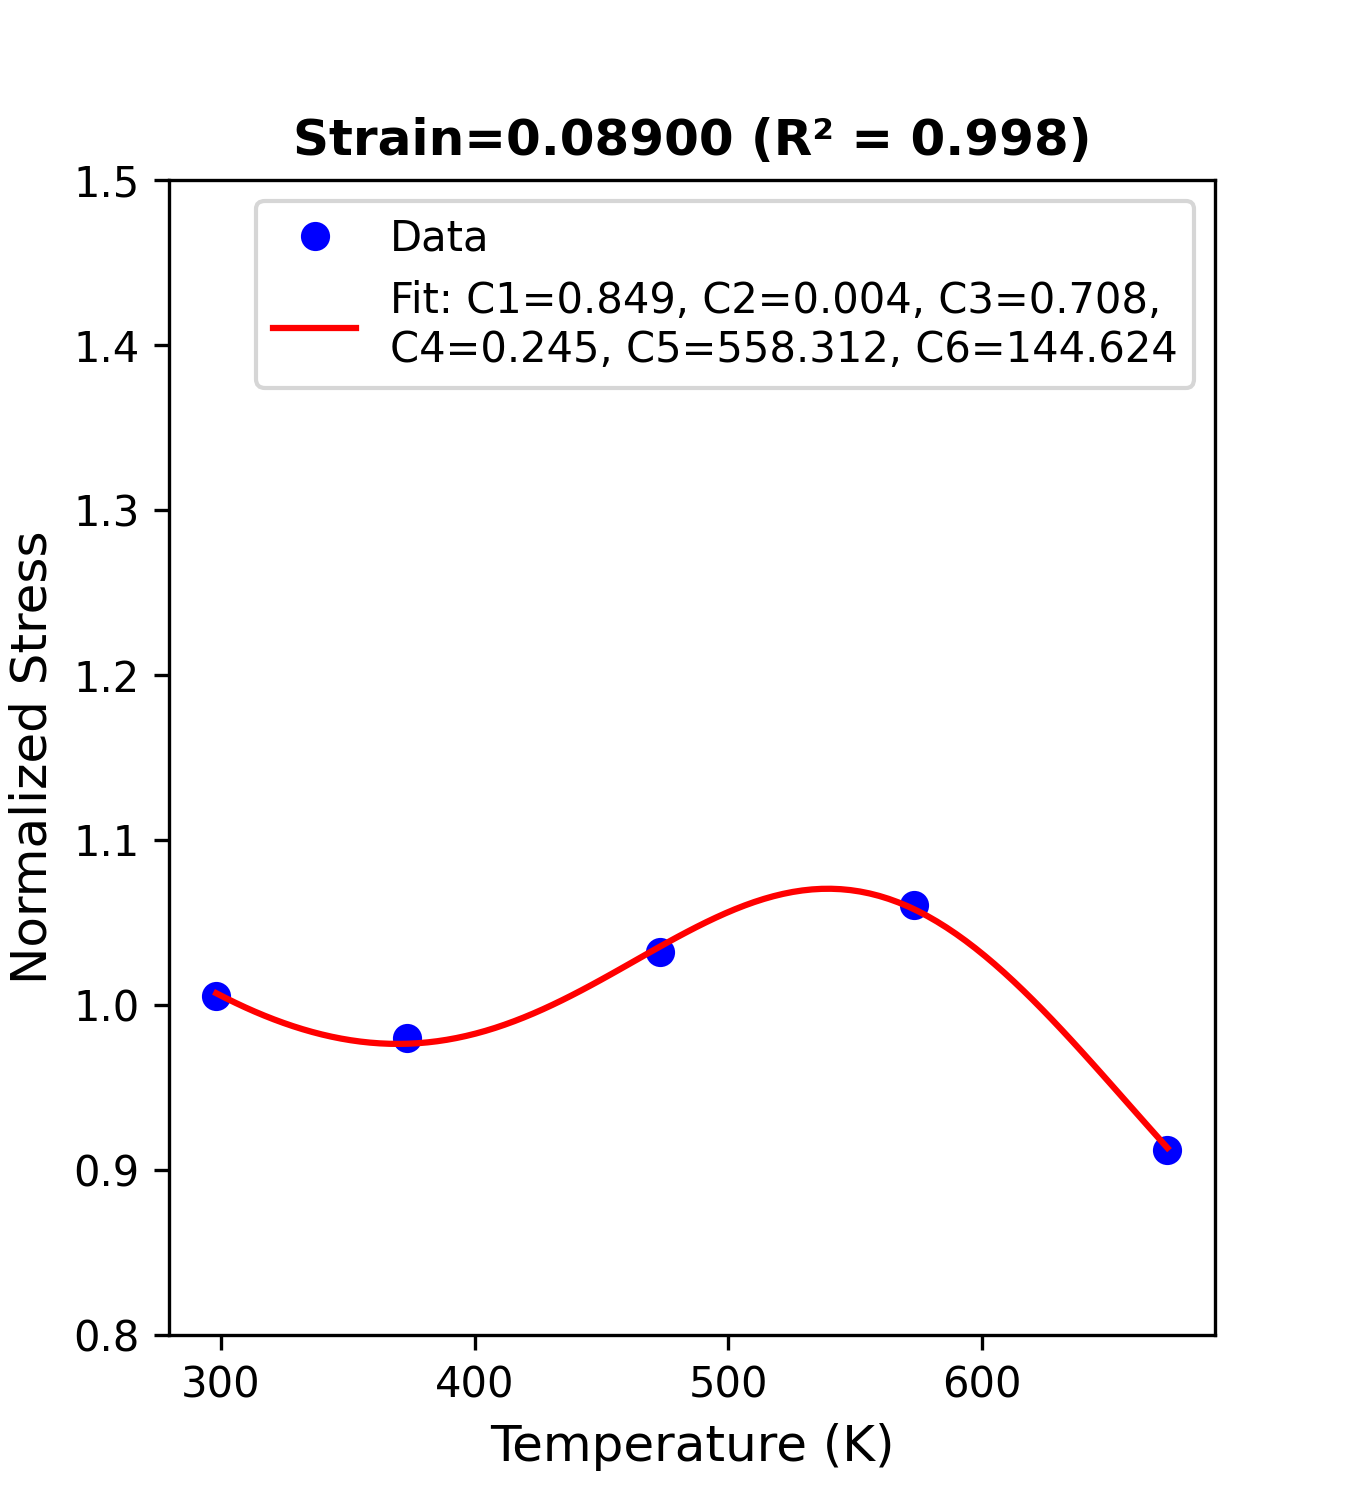 Strain=0.08900 (R² = 0.998)
Data
Fit: C1=0.849, C2=0.004, C3=0.708,
C4=0.245, C5=558.312, C6=144.624
1.5
1.4
1.3
1.2
1.1
1.0
0.9
0.8
Normalized Stress
300 400 500 600
Temperature (K)